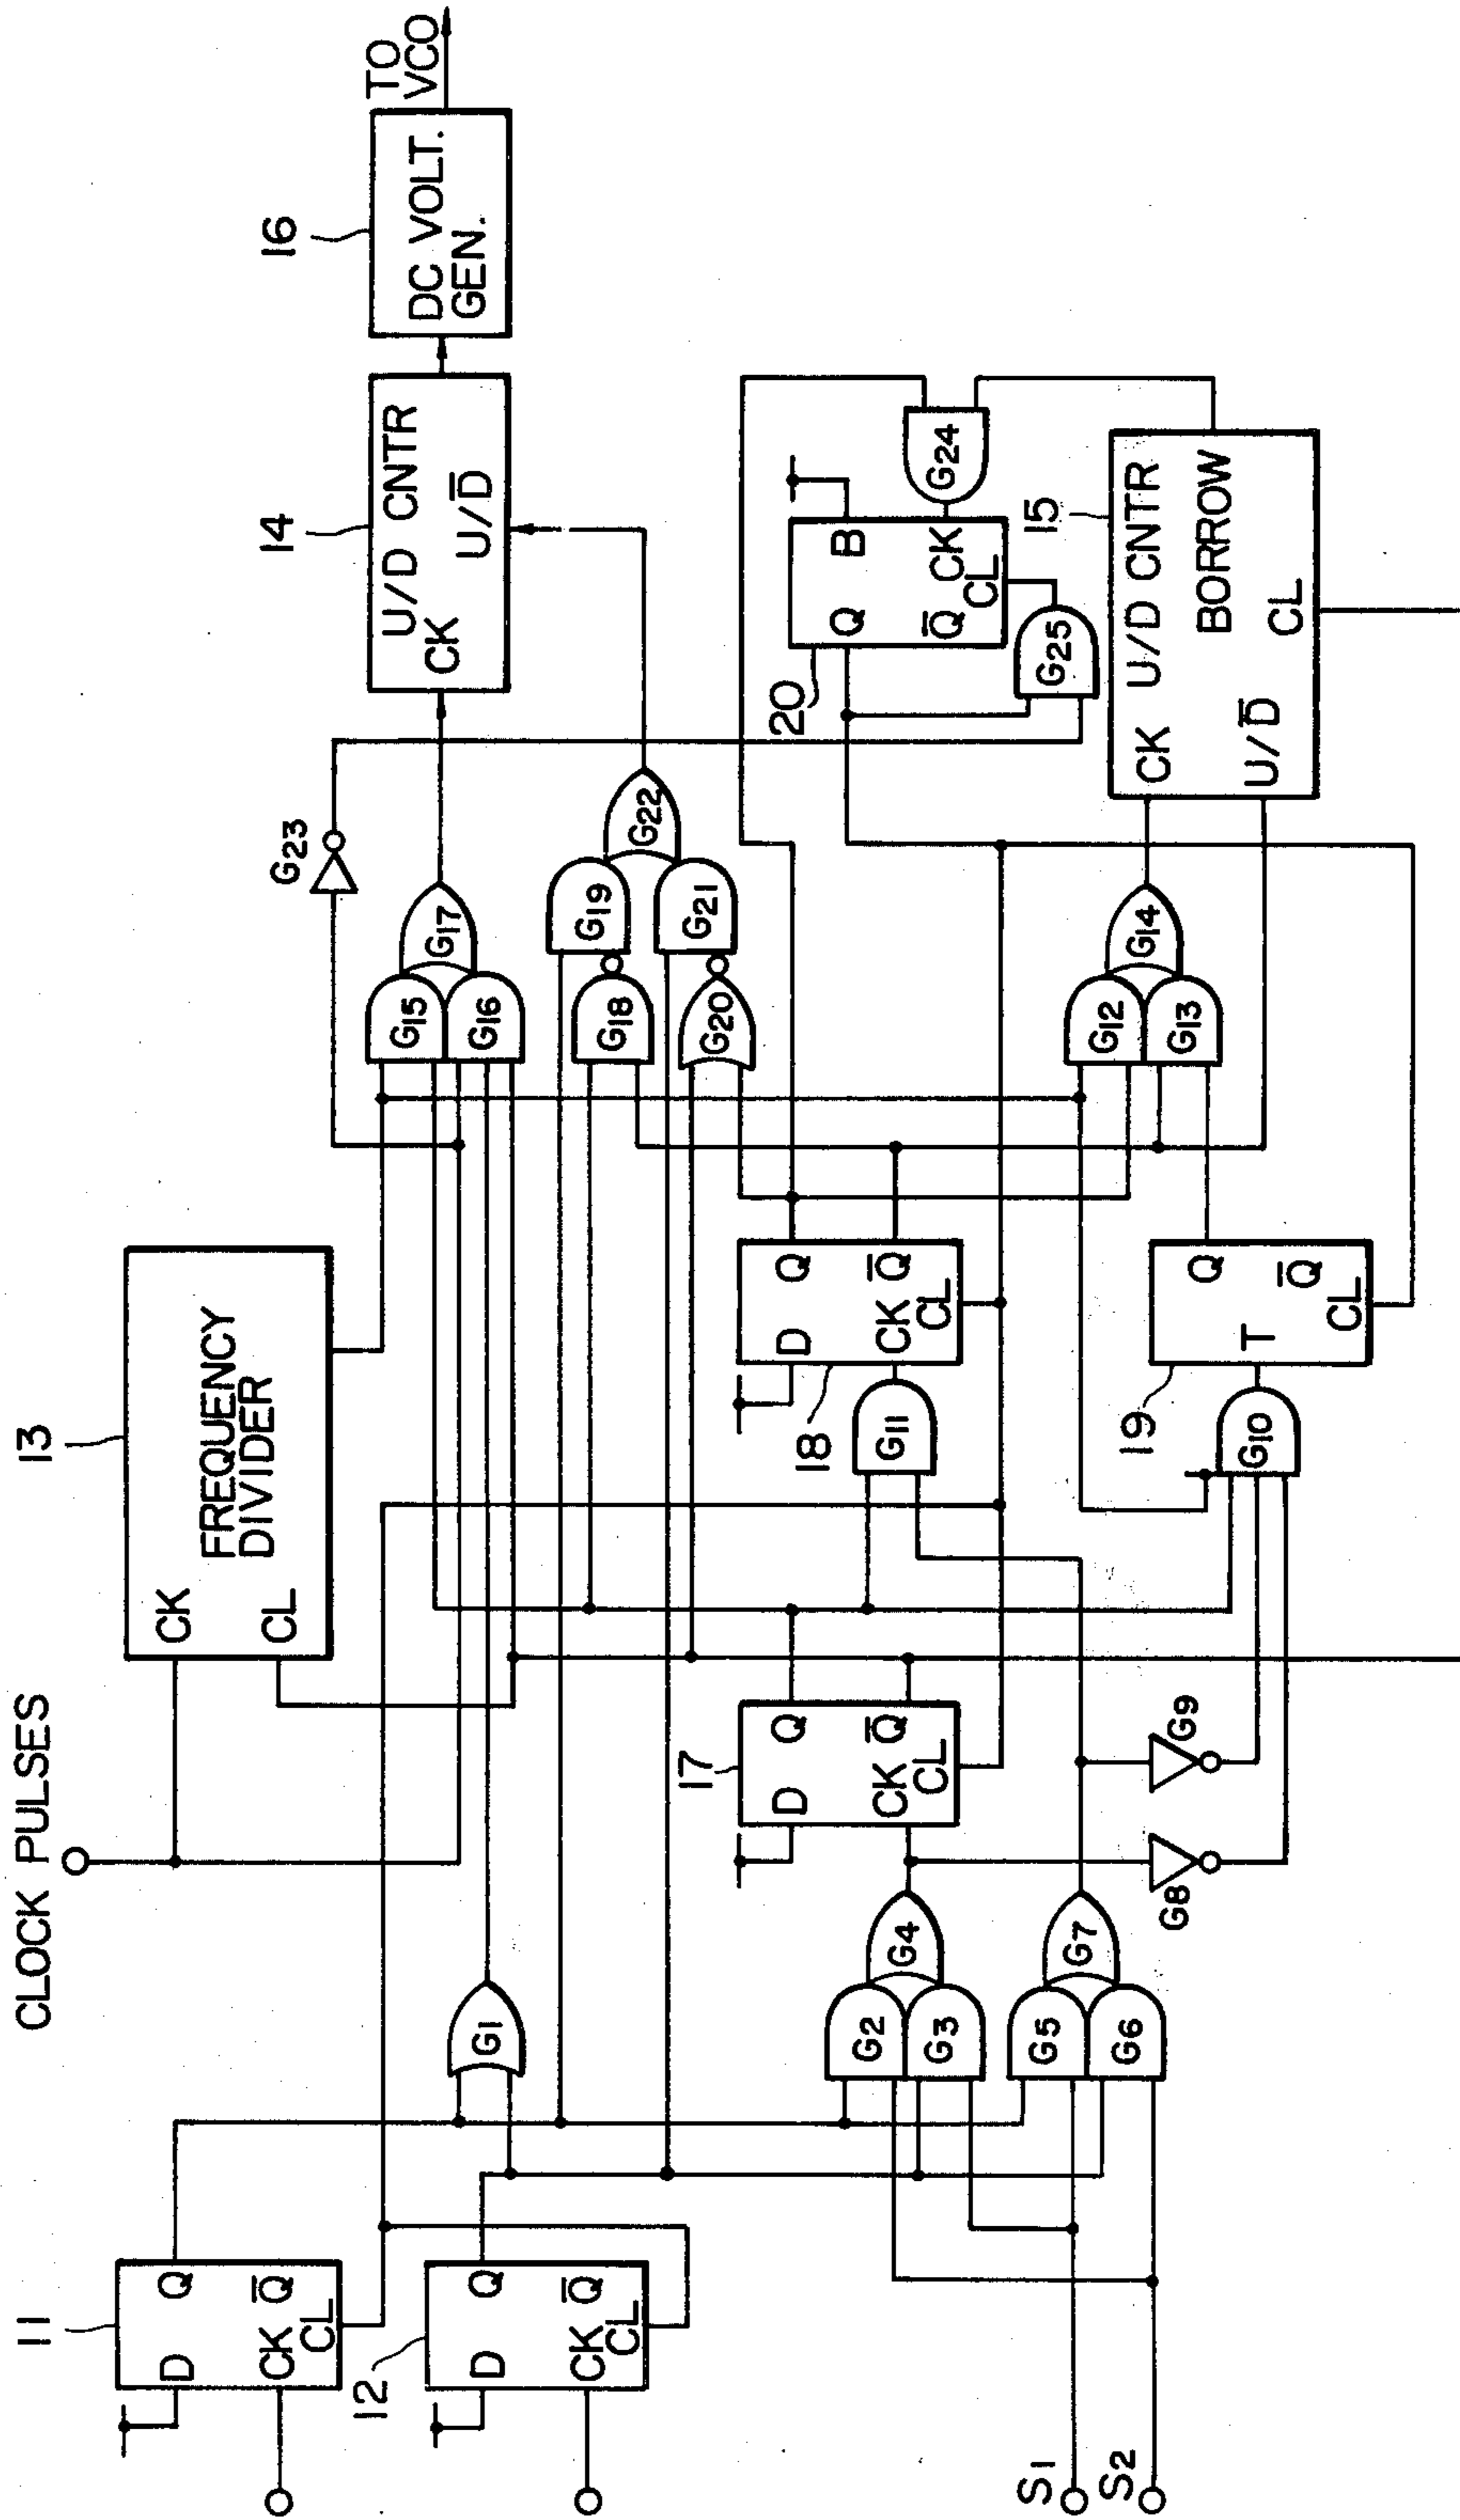 CLOCK PULSES
13
FREQUENCY
DIVIDER
CK
CL
11
D
Q
CK
Q̅
CL
12
D
Q
CK
Q̅
CL
G1
G15
G16
G17
G23
14
U/D CNTR
CK
U/D̅
16
DC VOLT.
GEN.
TO
VCO
G18
G19
G20
G21
G22
G2
G3
G4
G5
G6
G7
G8
G9
17
D
Q
CK
Q̅
CL
18
D
Q
CK
Q̅
CL
G11
G10
19
T
Q
Q̅
CL
G12
G13
G14
20
Q
B
Q̅
CK
CL
G24
G25
15
U/D CNTR
CK
BORROW
U/D̅
CL
S1
S2